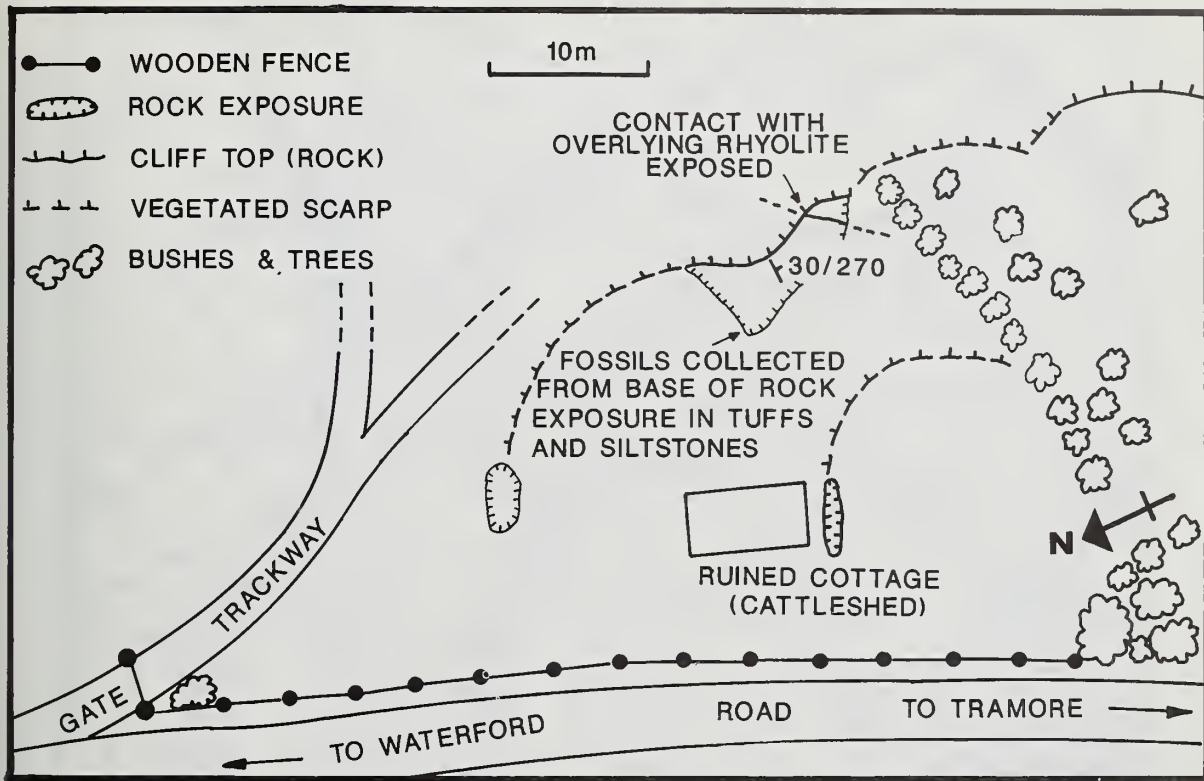 WOODEN FENCE
ROCK EXPOSURE
CLIFF TOP (ROCK)
VEGETATED SCARP
BUSHES & TREES
10m
CONTACT WITH
OVERLYING RHYOLITE
EXPOSED
30/270
FOSSILS COLLECTED
FROM BASE OF ROCK
EXPOSURE IN TUFFS
AND SILTSTONES
TRACKWAY
N
RUINED COTTAGE
(CATTLESHED)
GATE
TO WATERFORD
ROAD
TO TRAMORE